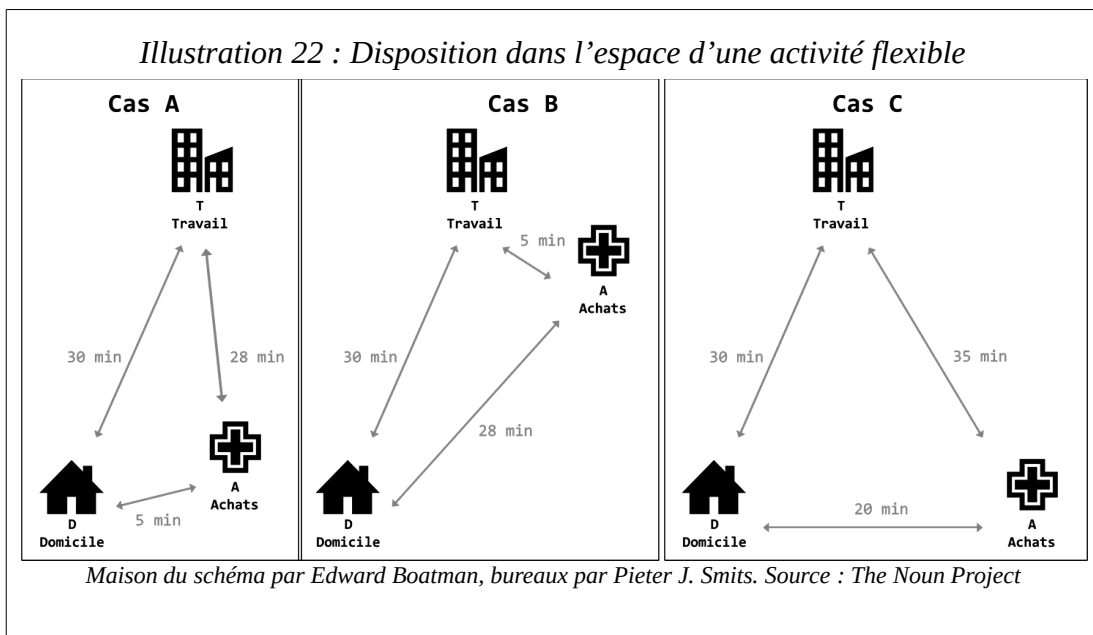 Illustration 22 : Disposition dans l'espace d'une activité flexible
Cas A
T
Travail
30 min
28 min
5 min
D
Domicile
A
Achats
Cas B
T
Travail
5 min
A
Achats
30 min
28 min
D
Domicile
Cas C
T
Travail
30 min
35 min
20 min
D
Domicile
A
Achats
Maison du schéma par Edward Boatman, bureaux par Pieter J. Smits. Source : The Noun Project